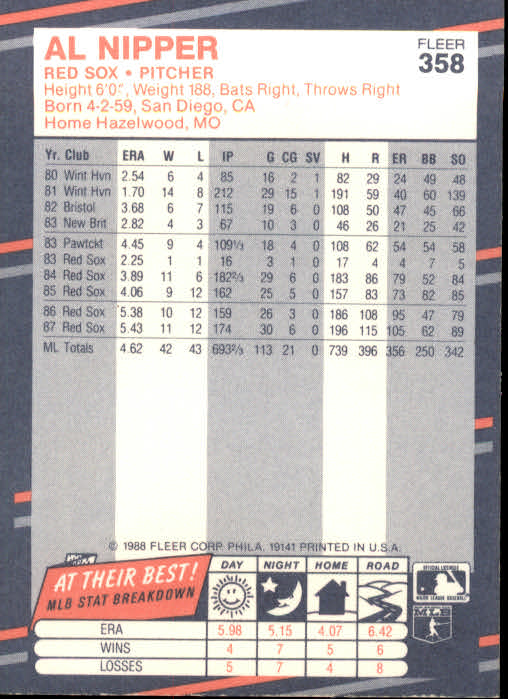 AL NIPPER
FLEER
358
RED SOX • PITCHER
Height 6'0", Weight 188, Bats Right, Throws Right
Born 4-2-59, San Diego, CA
Home Hazelwood, MO
Yr. Club ERA W L IP G CG SV H R ER BB SO
80 Wint Hvn 2.54 6 4 85 16 2 1 82 29 24 49 48
81 Wint Hvn 1.70 14 8 212 29 15 1 191 59 40 60 139
82 Bristol 3.68 6 7 115 19 6 0 108 50 47 45 66
83 New Brit 2.82 4 3 67 10 3 0 46 26 21 25 42
83 Pawtckt 4.45 9 4 109⅓ 18 4 0 108 62 54 54 58
83 Red Sox 2.25 1 1 16 3 1 0 17 4 4 7 5
84 Red Sox 3.89 11 6 182⅔ 29 6 0 183 86 79 52 84
85 Red Sox 4.06 9 12 162 25 5 0 157 83 73 82 85
86 Red Sox 5.38 10 12 159 26 3 0 186 108 95 47 79
87 Red Sox 5.43 11 12 174 30 6 0 196 115 105 62 89
ML Totals 4.62 42 43 693⅔ 113 21 0 739 396 356 250 342
© 1988 FLEER CORP. PHILA. 19141 PRINTED IN U.S.A.
AT THEIR BEST!
MLB STAT BREAKDOWN
DAY NIGHT HOME ROAD
OFFICIAL LICENSEE
MAJOR LEAGUE BASEBALL
ERA 5.98 5.15 4.07 6.42
WINS 4 7 5 6
LOSSES 5 7 4 8